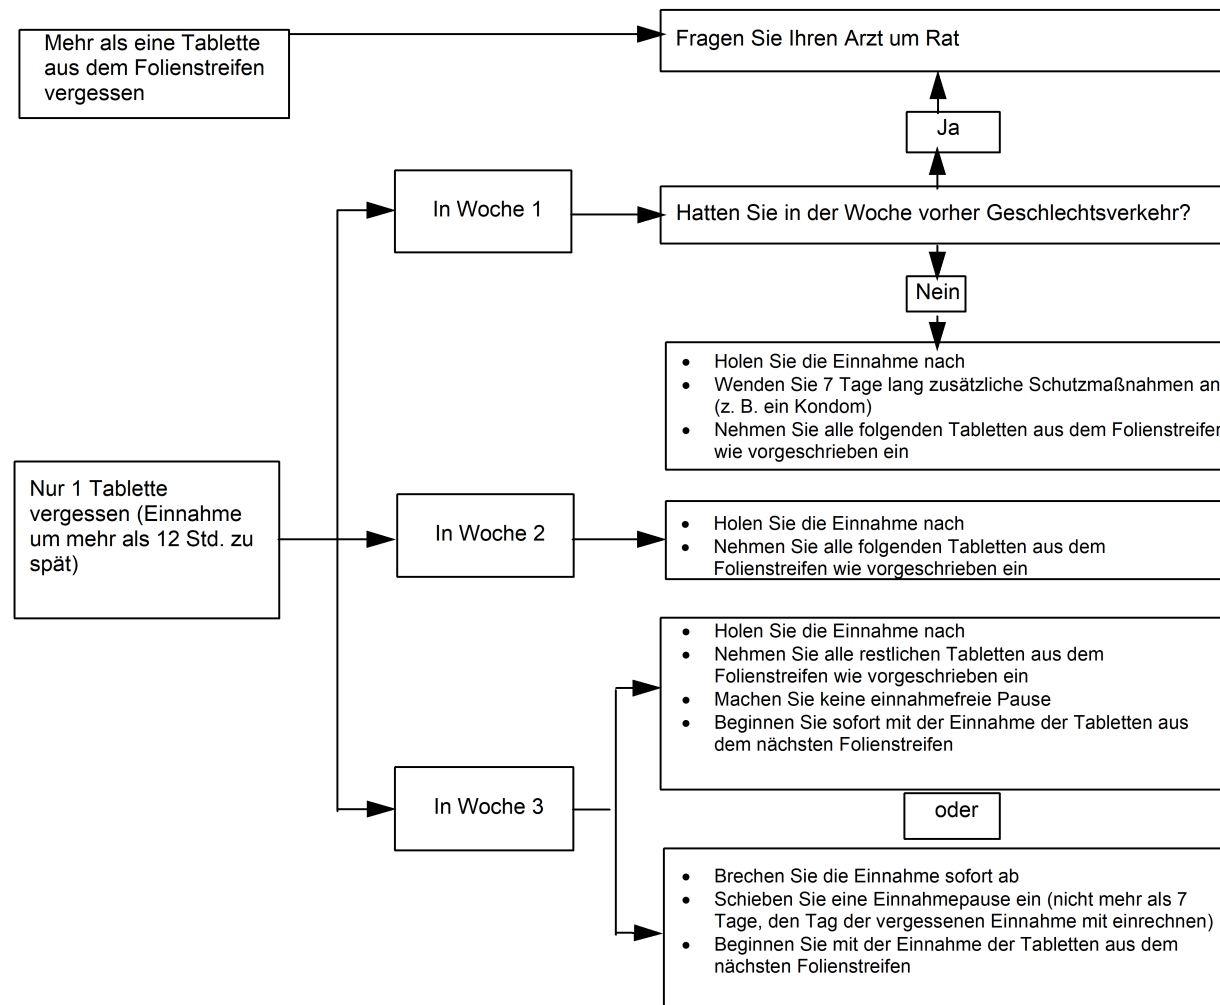 Mehr als eine Tablette
aus dem Folienstreifen
vergessen
Fragen Sie Ihren Arzt um Rat
Ja
In Woche 1
Hatten Sie in der Woche vorher Geschlechtsverkehr?
Nein
• Holen Sie die Einnahme nach
• Wenden Sie 7 Tage lang zusätzliche Schutzmaßnahmen an
(z. B. ein Kondom)
• Nehmen Sie alle folgenden Tabletten aus dem Folienstreifen
wie vorgeschrieben ein
Nur 1 Tablette
vergessen (Einnahme
um mehr als 12 Std. zu
spät)
In Woche 2
• Holen Sie die Einnahme nach
• Nehmen Sie alle folgenden Tabletten aus dem
Folienstreifen wie vorgeschrieben ein
• Holen Sie die Einnahme nach
• Nehmen Sie alle restlichen Tabletten aus dem
Folienstreifen wie vorgeschrieben ein
• Machen Sie keine einnahmefreie Pause
• Beginnen Sie sofort mit der Einnahme der Tabletten aus
dem nächsten Folienstreifen
In Woche 3
oder
• Brechen Sie die Einnahme sofort ab
• Schieben Sie eine Einnahmepause ein (nicht mehr als 7
Tage, den Tag der vergessenen Einnahme mit einrechnen)
• Beginnen Sie mit der Einnahme der Tabletten aus dem
nächsten Folienstreifen